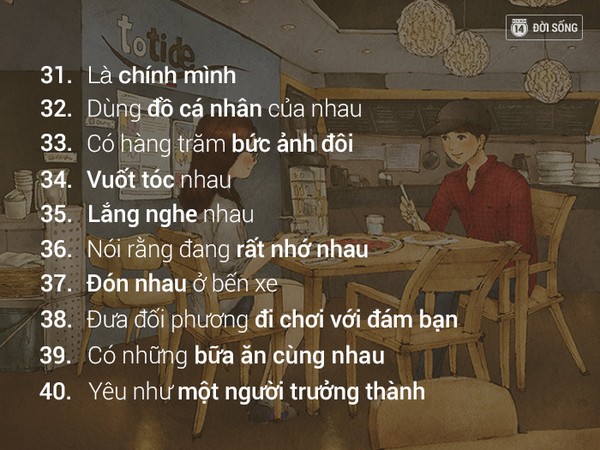 totide
KENH 14 ĐỜI SỐNG
31. Là chính mình
32. Dùng đồ cá nhân của nhau
33. Có hàng trăm bức ảnh đôi
34. Vuốt tóc nhau
35. Lắng nghe nhau
36. Nói rằng đang rất nhớ nhau
37. Đón nhau ở bến xe
38. Đưa đối phương đi chơi với đám bạn
39. Có những bữa ăn cùng nhau
40. Yêu như một người trưởng thành